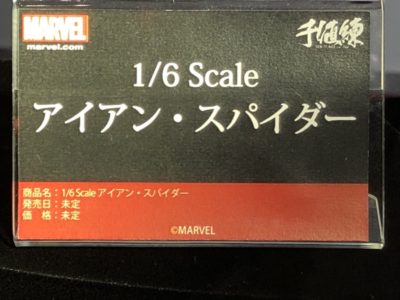 MARVEL
marvel.com
千値練
1/6 Scale
アイアン・スパイダー
商品名：1/6 Scale アイアン・スパイダー
発売日：未定
価　格：未定
©MARVEL